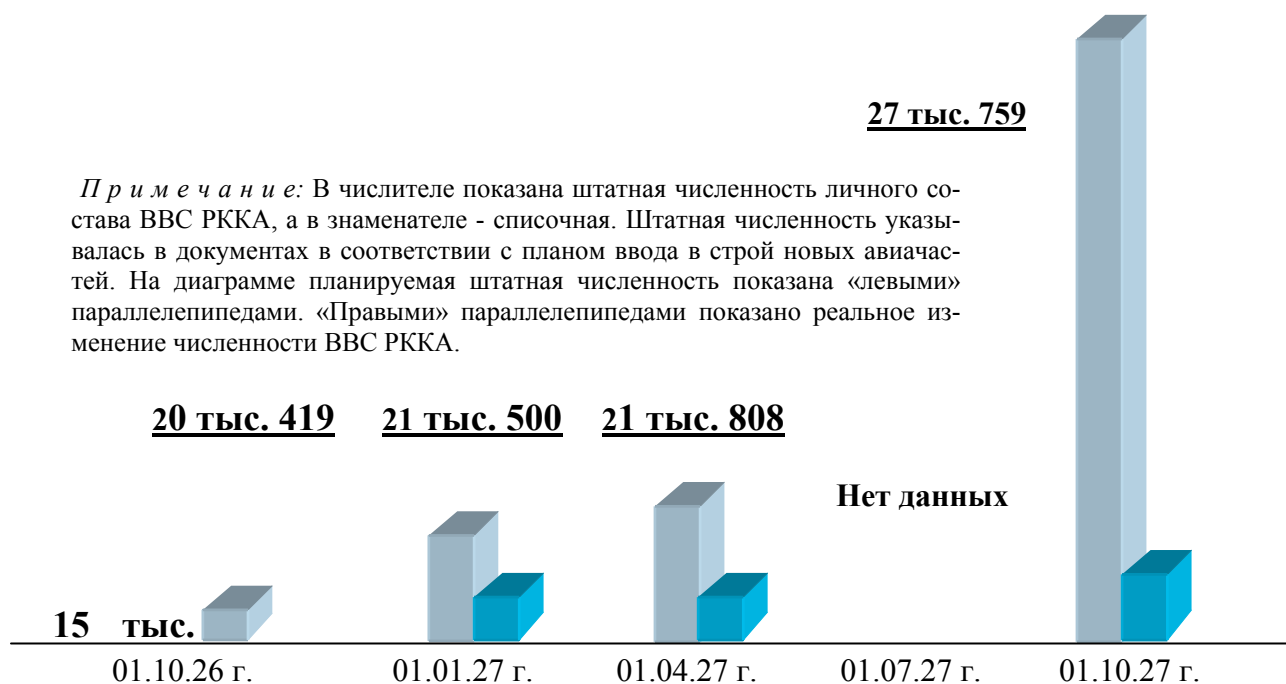 27 тыс. 759
П р и м е ч а н и е: В числителе показана штатная численность личного со-
става ВВС РККА, а в знаменателе - списочная. Штатная численность указы-
валась в документах в соответствии с планом ввода в строй новых авиачас-
тей. На диаграмме планируемая штатная численность показана «левыми»
параллелепипедами. «Правыми» параллелепипедами показано реальное из-
менение численности ВВС РККА.
20 тыс. 419 21 тыс. 500 21 тыс. 808
Нет данных
15 тыс.
01.10.26 г. 01.01.27 г. 01.04.27 г. 01.07.27 г. 01.10.27 г.